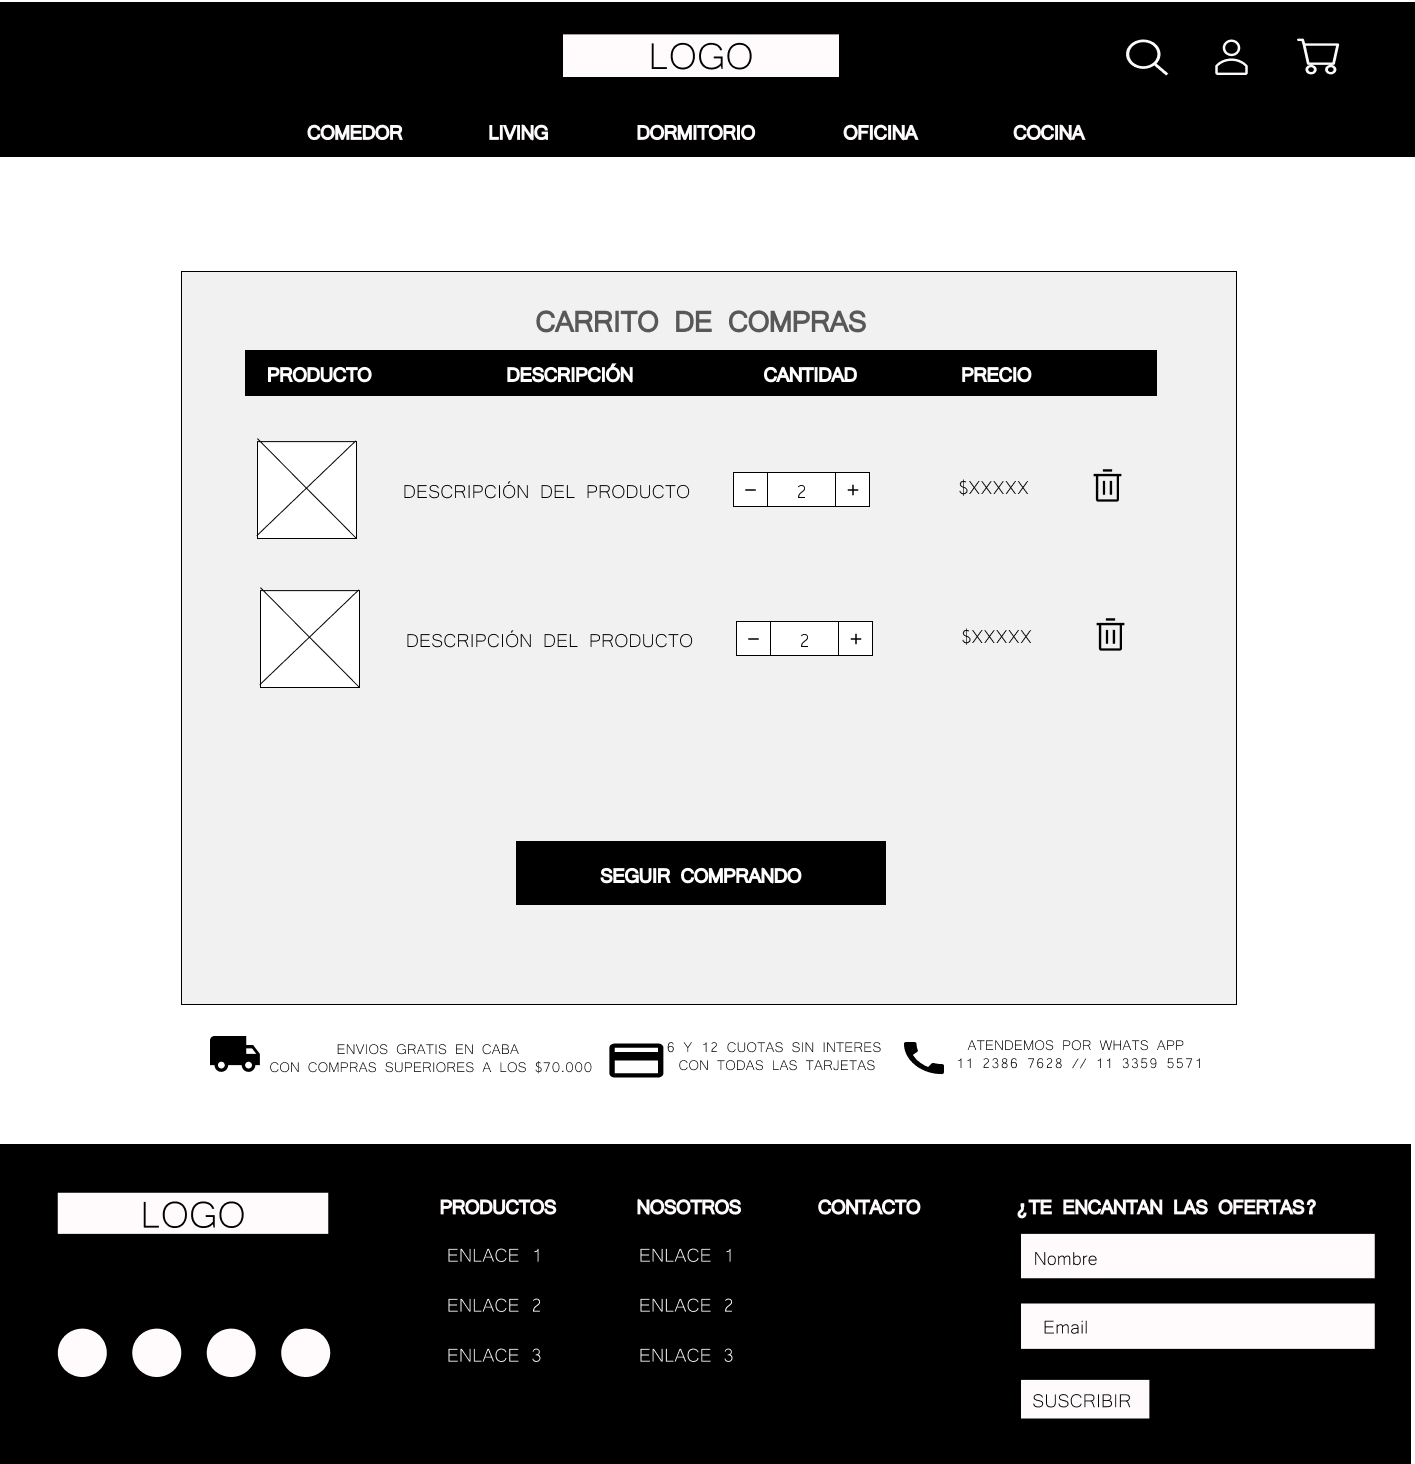 LOGO
COMEDOR LIVING DORMITORIO OFICINA COCINA
CARRITO DE COMPRAS
PRODUCTO DESCRIPCIÓN CANTIDAD PRECIO
DESCRIPCIÓN DEL PRODUCTO − 2 + $XXXXX
DESCRIPCIÓN DEL PRODUCTO − 2 + $XXXXX
SEGUIR COMPRANDO
ENVIOS GRATIS EN CABA
CON COMPRAS SUPERIORES A LOS $70.000
6 Y 12 CUOTAS SIN INTERES
CON TODAS LAS TARJETAS
ATENDEMOS POR WHATS APP
11 2386 7628 // 11 3359 5571
LOGO
PRODUCTOS
ENLACE 1
ENLACE 2
ENLACE 3
NOSOTROS
ENLACE 1
ENLACE 2
ENLACE 3
CONTACTO
¿TE ENCANTAN LAS OFERTAS?
Nombre
Email
SUSCRIBIR